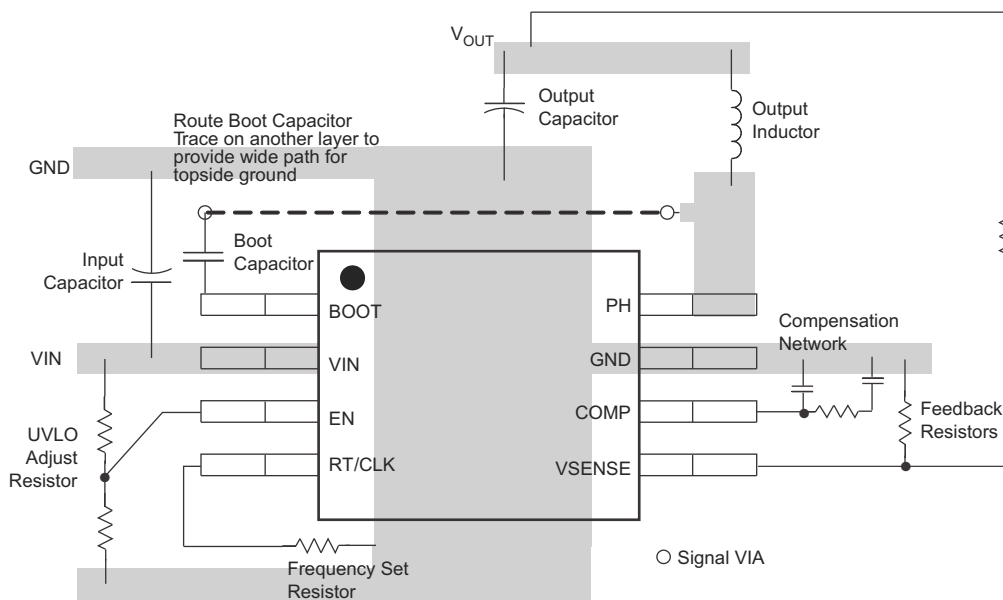 V_OUT
Output
Capacitor
Output
Inductor
Route Boot Capacitor
Trace on another layer to
provide wide path for
topside ground
GND
Boot
Capacitor
Input
Capacitor
BOOT
PH
Compensation
Network
VIN
VIN
GND
EN
COMP
Feedback
Resistors
UVLO
Adjust
Resistor
RT/CLK
VSENSE
Frequency Set
Resistor
Signal VIA